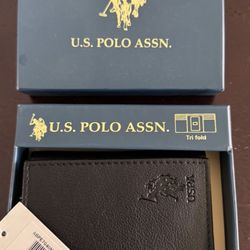 U.S. POLO ASSN.
U.S. POLO ASSN.
Tri fold
USPA